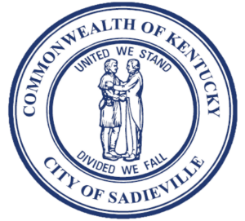 COMMONWEALTH OF KENTUCKY
UNITED WE STAND
DIVIDED WE FALL
CITY OF SADIEVILLE